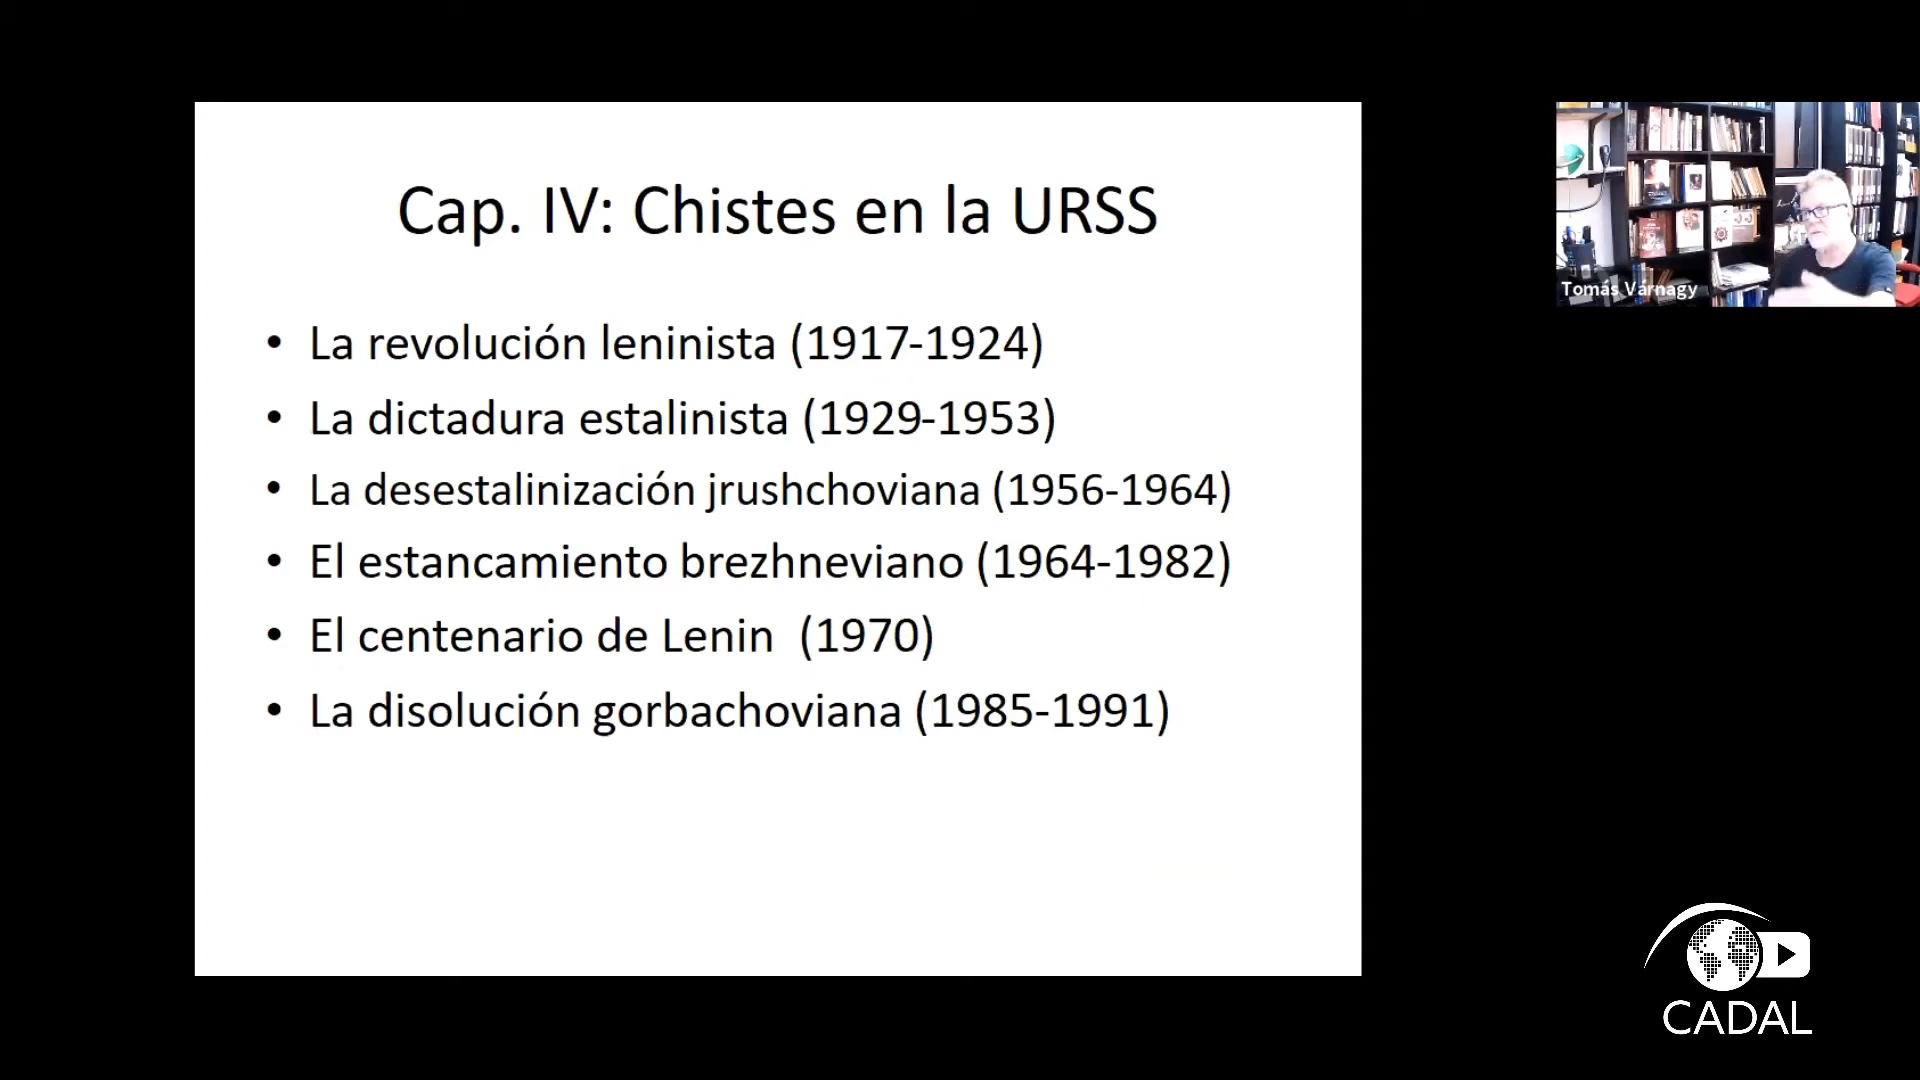 Cap. IV: Chistes en la URSS
• La revolución leninista (1917-1924)
• La dictadura estalinista (1929-1953)
• La desestalinización jrushchoviana (1956-1964)
• El estancamiento brezhneviano (1964-1982)
• El centenario de Lenin (1970)
• La disolución gorbachoviana (1985-1991)
Tomás Várnagy
CADAL